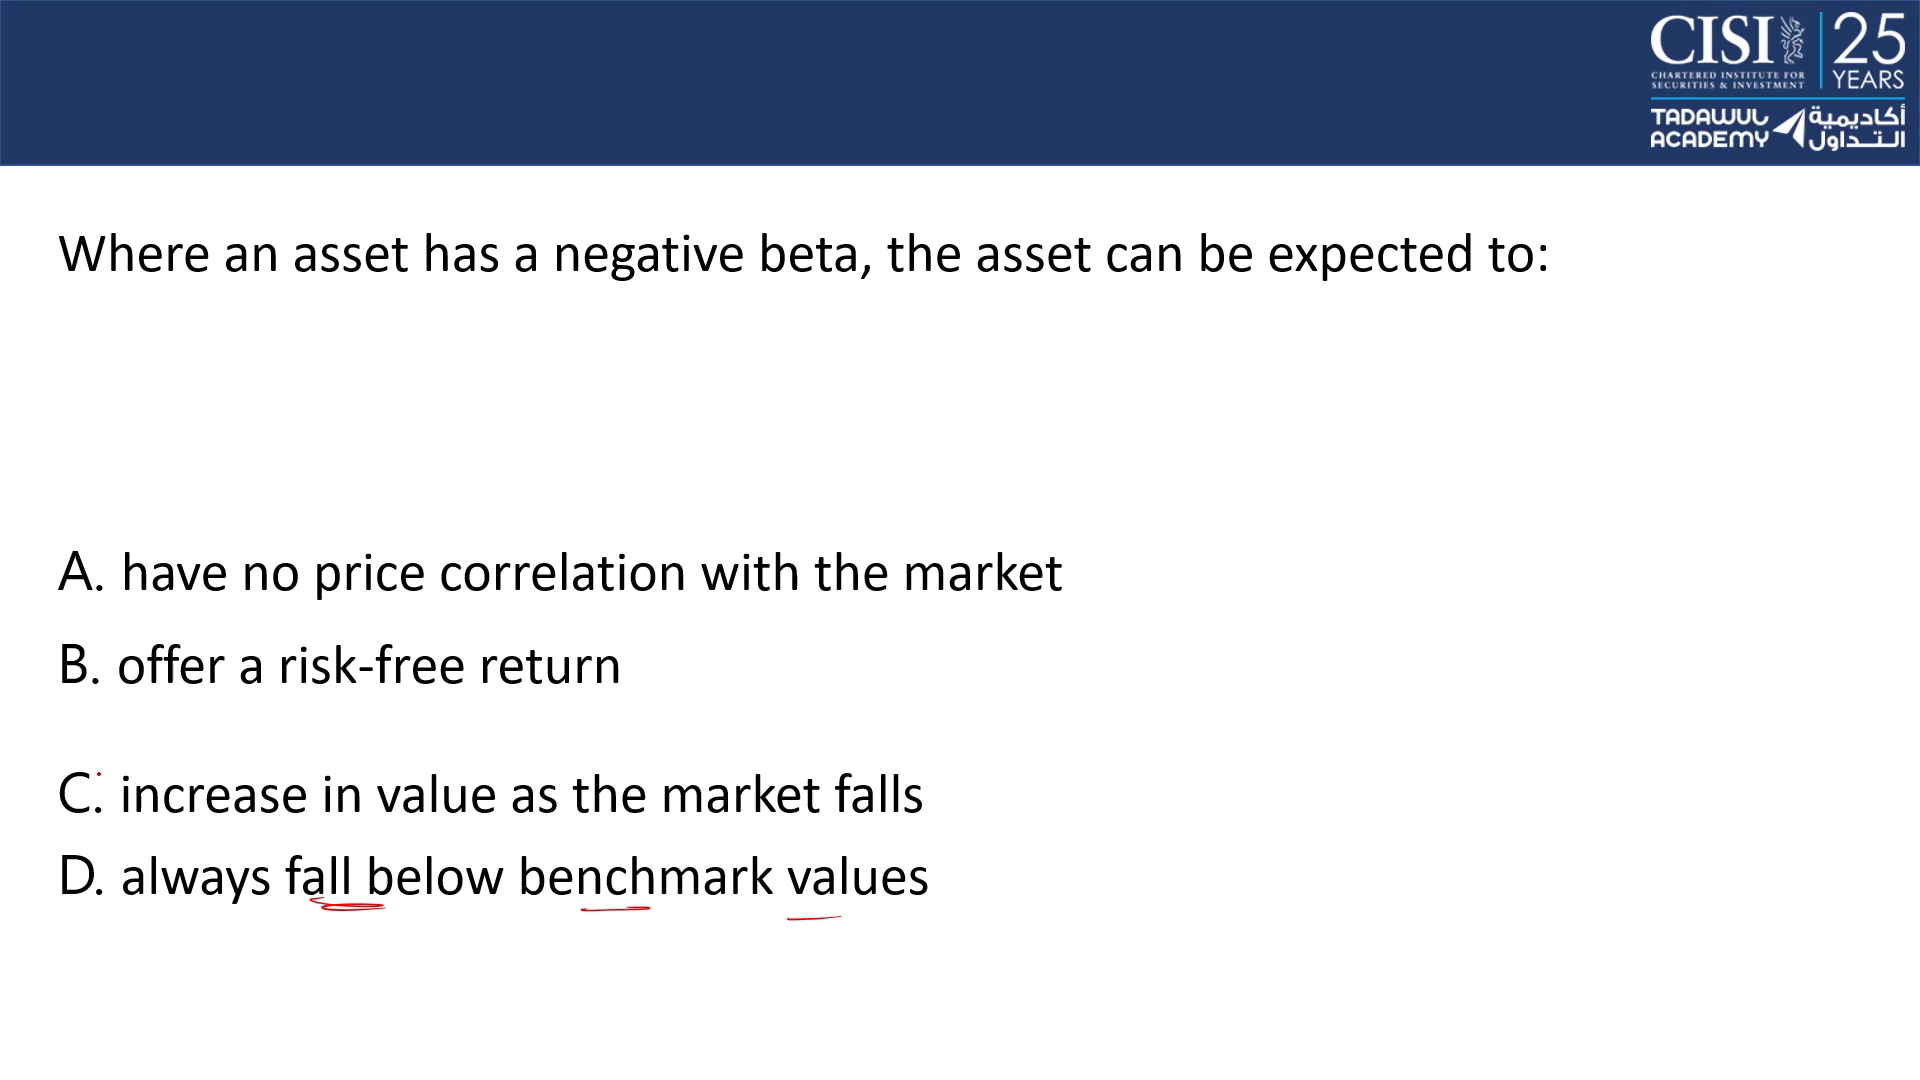 CISI
CHARTERED INSTITUTE FOR
SECURITIES & INVESTMENT
25
YEARS
TADAWUL
ACADEMY
أكاديمية
التداول
Where an asset has a negative beta, the asset can be expected to:
A. have no price correlation with the market
B. offer a risk-free return
C. increase in value as the market falls
D. always fall below benchmark values